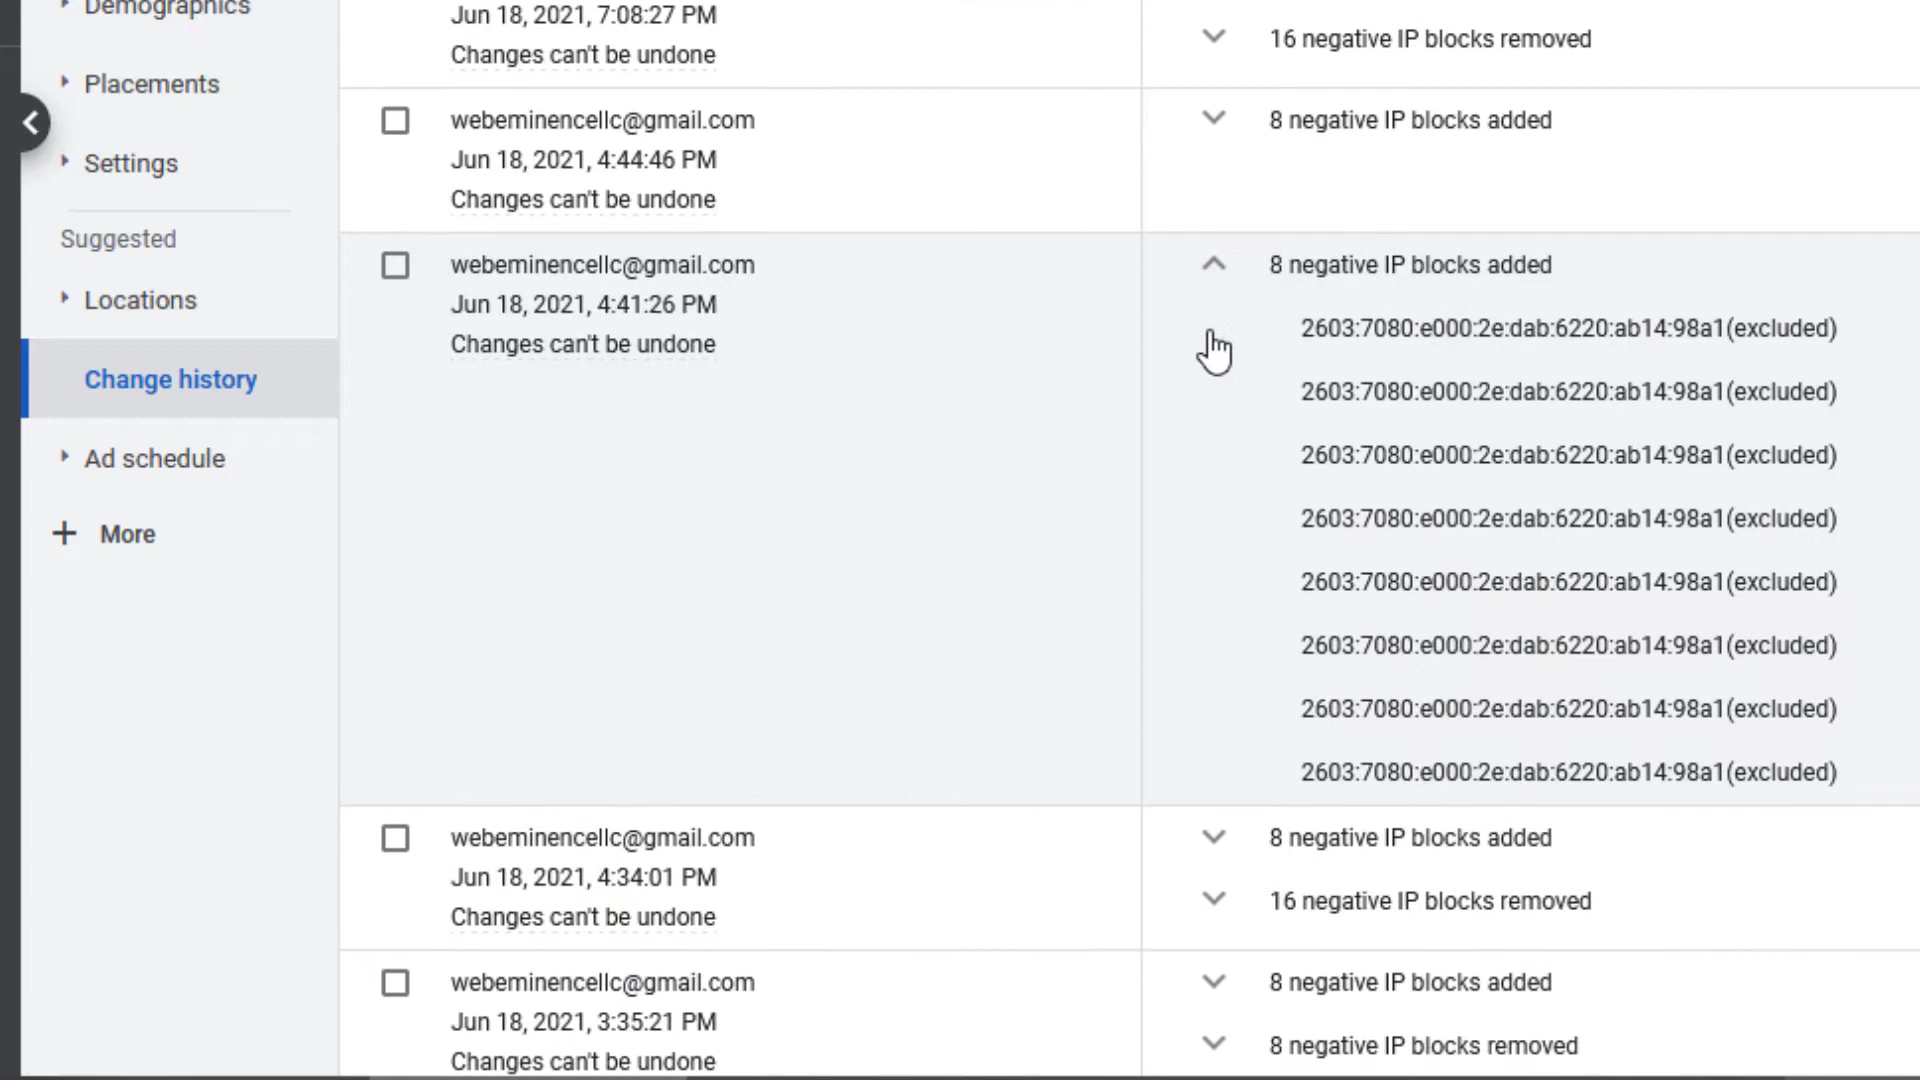 Demographics
Placements
Settings
Suggested
Locations
Change history
Ad schedule
More
Jun 18, 2021, 7:08:27 PM
Changes can't be undone
16 negative IP blocks removed
webeminencellc@gmail.com
Jun 18, 2021, 4:44:46 PM
Changes can't be undone
8 negative IP blocks added
webeminencellc@gmail.com
Jun 18, 2021, 4:41:26 PM
Changes can't be undone
8 negative IP blocks added
2603:7080:e000:2e:dab:6220:ab14:98a1(excluded)
2603:7080:e000:2e:dab:6220:ab14:98a1(excluded)
2603:7080:e000:2e:dab:6220:ab14:98a1(excluded)
2603:7080:e000:2e:dab:6220:ab14:98a1(excluded)
2603:7080:e000:2e:dab:6220:ab14:98a1(excluded)
2603:7080:e000:2e:dab:6220:ab14:98a1(excluded)
2603:7080:e000:2e:dab:6220:ab14:98a1(excluded)
2603:7080:e000:2e:dab:6220:ab14:98a1(excluded)
webeminencellc@gmail.com
Jun 18, 2021, 4:34:01 PM
Changes can't be undone
8 negative IP blocks added
16 negative IP blocks removed
webeminencellc@gmail.com
Jun 18, 2021, 3:35:21 PM
Changes can't be undone
8 negative IP blocks added
8 negative IP blocks removed